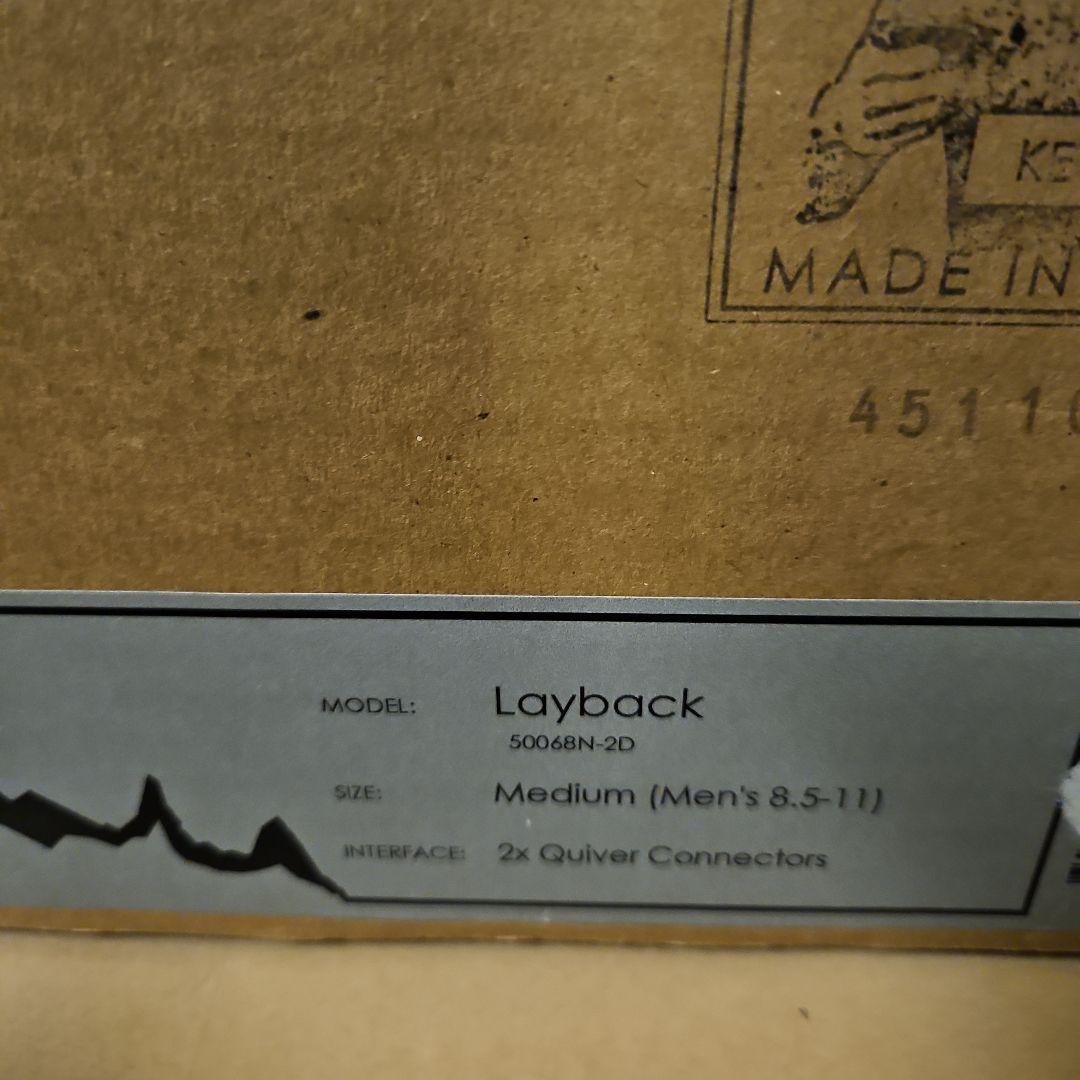 KE
MADE IN
4511
MODEL: Layback
50068N-2D
SIZE: Medium (Men's 8.5-11)
INTERFACE: 2x Quiver Connectors